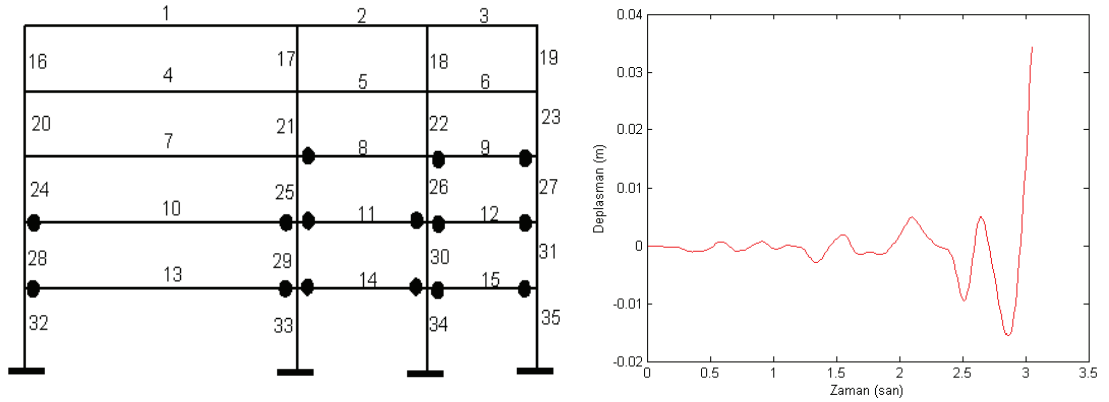 1 2 3
16 17 18 19
4 5 6
20 21 22 23
7 8 9
24 25 26 27
10 11 12
28 29 30 31
13 14 15
32 33 34 35
0.04
0.03
0.02
0.01
0
-0.01
-0.02
Deplasman (m)
0 0.5 1 1.5 2 2.5 3 3.5
Zaman (san)